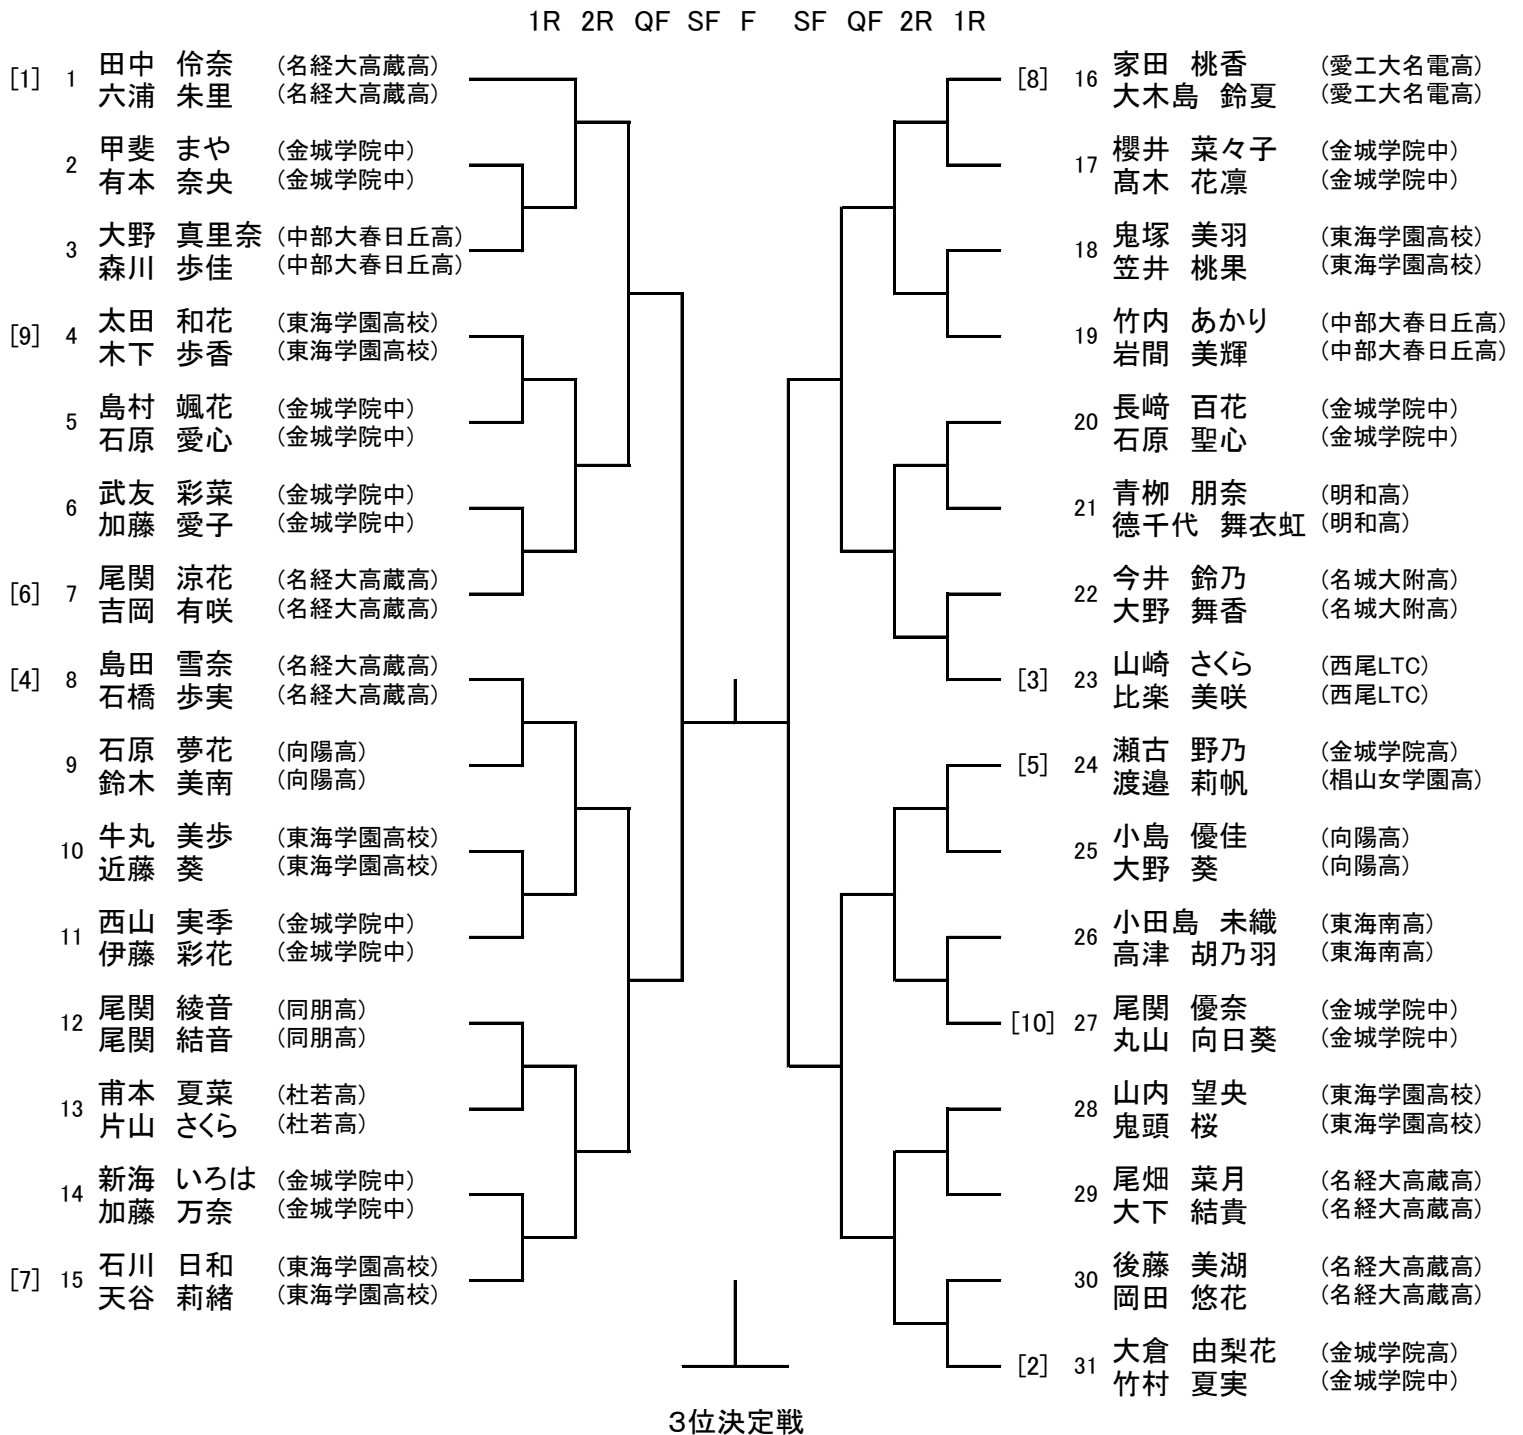 1R 2R QF SF F SF QF 2R 1R
[1] 1 田中 伶奈 (名経大高蔵高)
六浦 朱里 (名経大高蔵高)
2 甲斐 まや (金城学院中)
有本 奈央 (金城学院中)
3 大野 真里奈 (中部大春日丘高)
森川 歩佳 (中部大春日丘高)
[9] 4 太田 和花 (東海学園高校)
木下 歩香 (東海学園高校)
5 島村 颯花 (金城学院中)
石原 愛心 (金城学院中)
6 武友 彩菜 (金城学院中)
加藤 愛子 (金城学院中)
[6] 7 尾関 涼花 (名経大高蔵高)
吉岡 有咲 (名経大高蔵高)
[4] 8 島田 雪奈 (名経大高蔵高)
石橋 歩実 (名経大高蔵高)
9 石原 夢花 (向陽高)
鈴木 美南 (向陽高)
10 牛丸 美歩 (東海学園高校)
近藤 葵 (東海学園高校)
11 西山 実季 (金城学院中)
伊藤 彩花 (金城学院中)
12 尾関 綾音 (同朋高)
尾関 結音 (同朋高)
13 甫本 夏菜 (杜若高)
片山 さくら (杜若高)
14 新海 いろは (金城学院中)
加藤 万奈 (金城学院中)
[7] 15 石川 日和 (東海学園高校)
天谷 莉緒 (東海学園高校)
[8] 16 家田 桃香 (愛工大名電高)
大木島 鈴夏 (愛工大名電高)
17 櫻井 菜々子 (金城学院中)
髙木 花凛 (金城学院中)
18 鬼塚 美羽 (東海学園高校)
笠井 桃果 (東海学園高校)
19 竹内 あかり (中部大春日丘高)
岩間 美輝 (中部大春日丘高)
20 長﨑 百花 (金城学院中)
石原 聖心 (金城学院中)
21 青栁 朋奈 (明和高)
德千代 舞衣虹 (明和高)
22 今井 鈴乃 (名城大附高)
大野 舞香 (名城大附高)
[3] 23 山崎 さくら (西尾LTC)
比楽 美咲 (西尾LTC)
[5] 24 瀬古 野乃 (金城学院高)
渡邉 莉帆 (椙山女学園高)
25 小島 優佳 (向陽高)
大野 葵 (向陽高)
26 小田島 未織 (東海南高)
高津 胡乃羽 (東海南高)
[10] 27 尾関 優奈 (金城学院中)
丸山 向日葵 (金城学院中)
28 山内 望央 (東海学園高校)
鬼頭 桜 (東海学園高校)
29 尾畑 菜月 (名経大高蔵高)
大下 結貴 (名経大高蔵高)
30 後藤 美湖 (名経大高蔵高)
岡田 悠花 (名経大高蔵高)
[2] 31 大倉 由梨花 (金城学院高)
竹村 夏実 (金城学院中)
3位決定戦